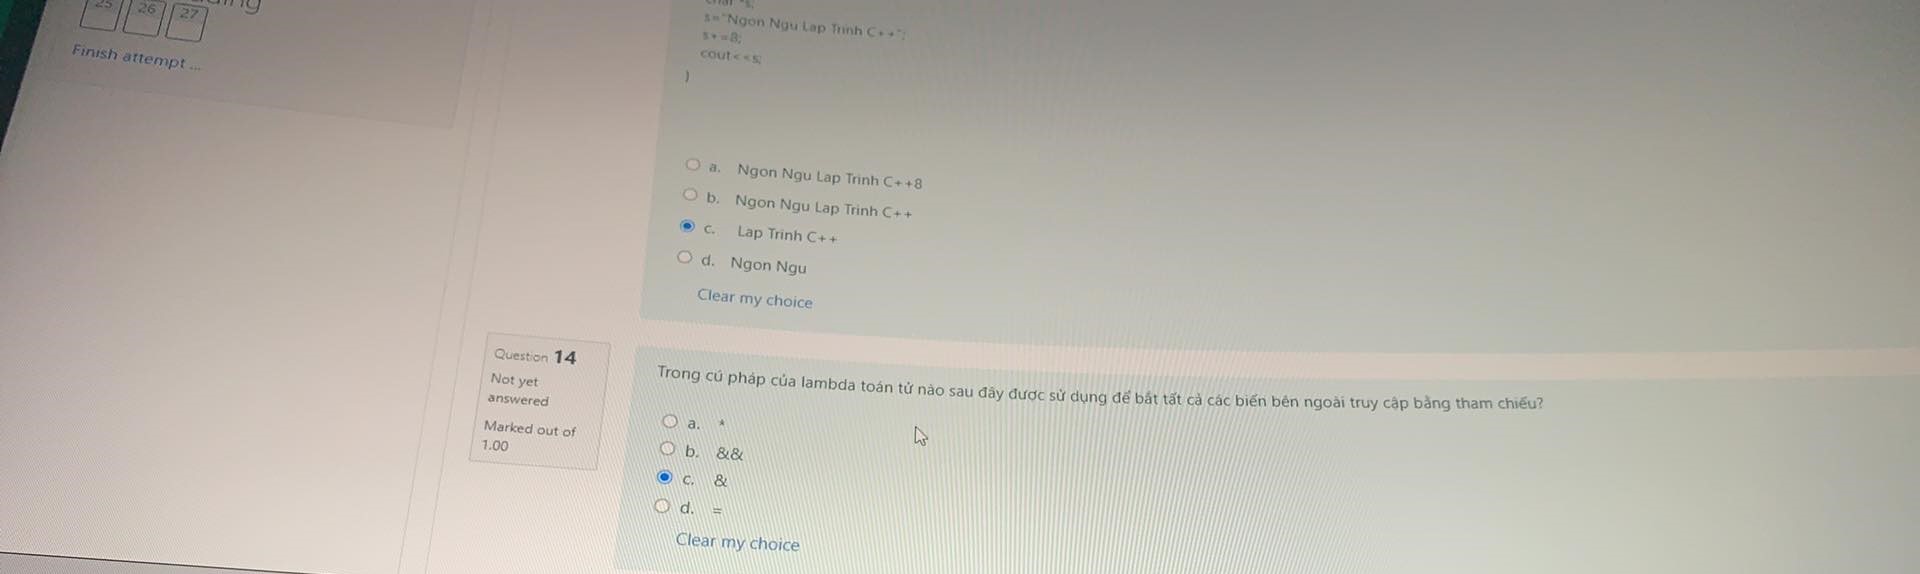 25 26 27
Finish attempt ...
s="Ngon Ngu Lap Trinh C++";
s+=8;
cout<<s;
}
a. Ngon Ngu Lap Trinh C++8
b. Ngon Ngu Lap Trinh C++
c. Lap Trinh C++
d. Ngon Ngu
Clear my choice
Question 14
Not yet
answered
Marked out of
1.00
Trong cú pháp của lambda toán tử nào sau đây được sử dụng để bắt tất cả các biến bên ngoài truy cập bằng tham chiếu?
a. *
b. &&
c. &
d. =
Clear my choice